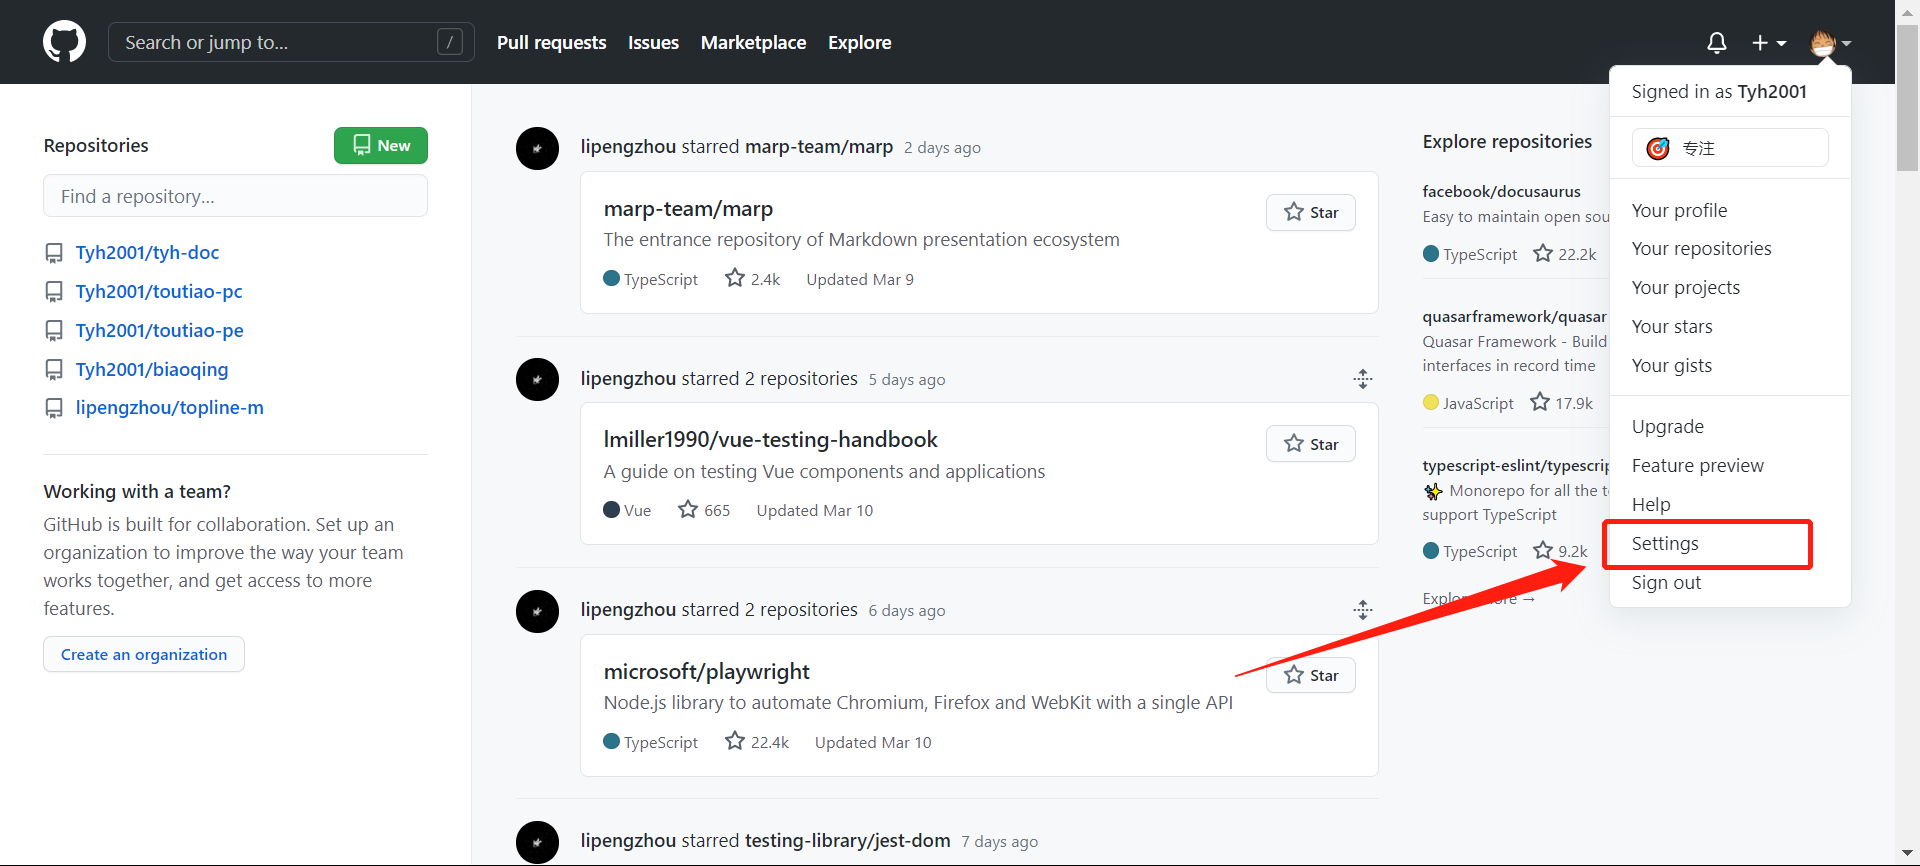 Search or jump to...
/
Pull requests
Issues
Marketplace
Explore
Repositories
New
Find a repository...
Tyh2001/tyh-doc
Tyh2001/toutiao-pc
Tyh2001/toutiao-pe
Tyh2001/biaoqing
lipengzhou/topline-m
Working with a team?
GitHub is built for collaboration. Set up an
organization to improve the way your team
works together, and get access to more
features.
Create an organization
lipengzhou starred marp-team/marp 2 days ago
marp-team/marp
Star
The entrance repository of Markdown presentation ecosystem
TypeScript 2.4k Updated Mar 9
lipengzhou starred 2 repositories 5 days ago
lmiller1990/vue-testing-handbook
Star
A guide on testing Vue components and applications
Vue 665 Updated Mar 10
lipengzhou starred 2 repositories 6 days ago
microsoft/playwright
Star
Node.js library to automate Chromium, Firefox and WebKit with a single API
TypeScript 22.4k Updated Mar 10
lipengzhou starred testing-library/jest-dom 7 days ago
Explore repositories
facebook/docusaurus
Easy to maintain open sou
TypeScript 22.2k
quasarframework/quasar
Quasar Framework - Build
interfaces in record time
JavaScript 17.9k
typescript-eslint/typescrip
Monorepo for all the t
support TypeScript
TypeScript 9.2k
Signed in as Tyh2001
专注
Your profile
Your repositories
Your projects
Your stars
Your gists
Upgrade
Feature preview
Help
Settings
Sign out